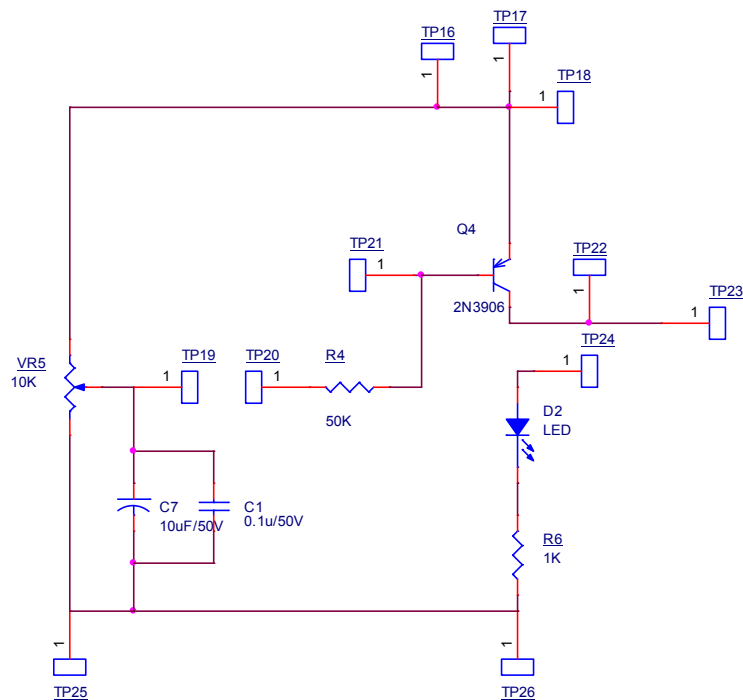 TP17
TP16
1
1
TP18
1
Q4
TP21
1
TP22
1
2N3906
TP23
1
TP24
1
VR5
10K
TP19
1
TP20
1
R4
50K
D2
LED
C7
10uF/50V
C1
0.1u/50V
R6
1K
1
TP25
1
TP26